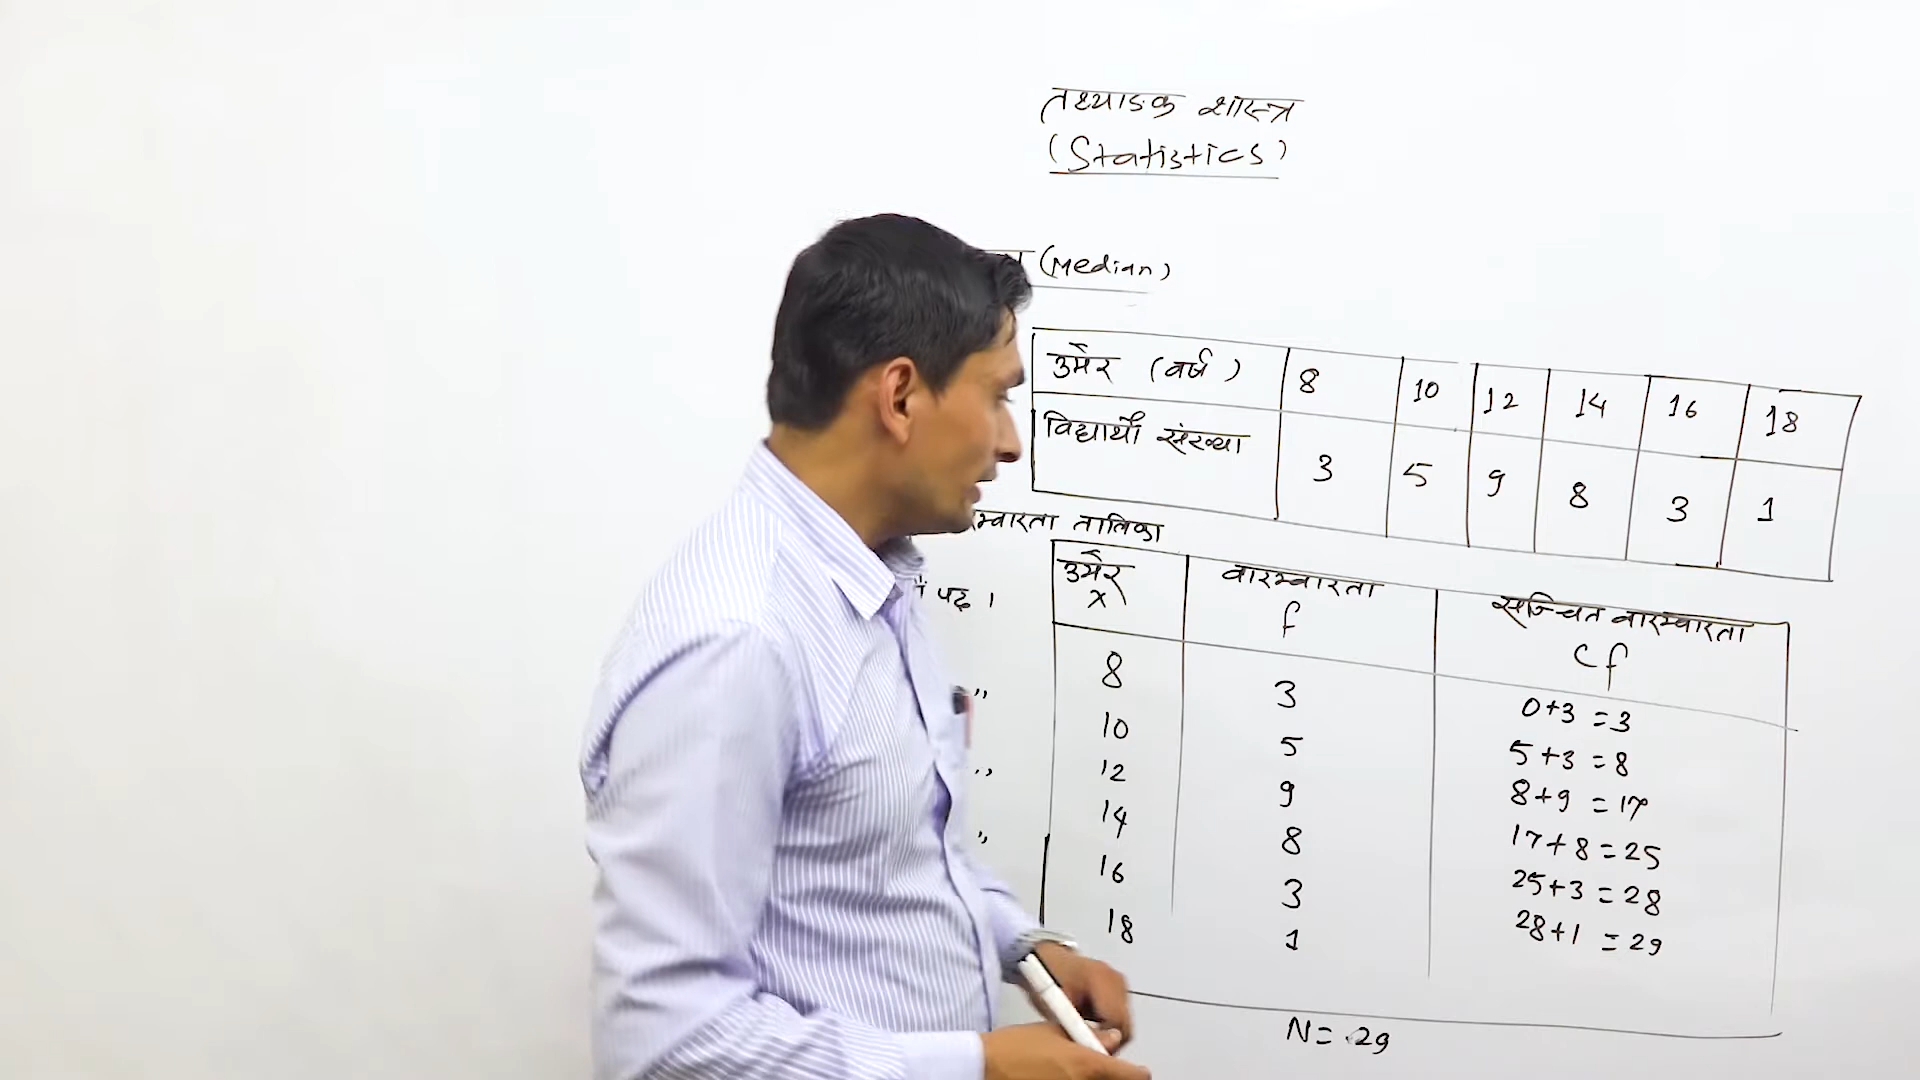 तथ्याङ्क शास्त्र
(Statistics)
(Median)
उमेर (वर्ष) 8 10 12 14 16 18
विद्यार्थी संख्या 3 5 9 8 3 1
तालिका
उमेर वारम्वारता सञ्चित वारम्वारता
x f cf
पद ।
8 3 0+3 = 3
,,
10 5 5+3 = 8
12 9 8+9 = 17
,,
14 8 17+8 = 25
,,
16 3 25+3 = 28
18 1 28+1 = 29
N = 29